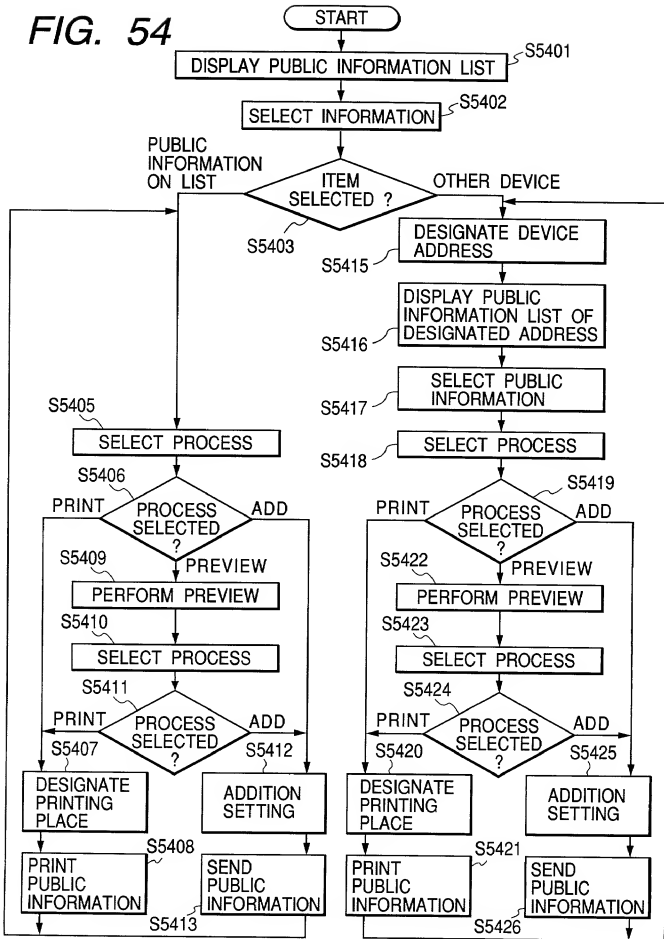 FIG. 54
START
DISPLAY PUBLIC INFORMATION LIST
S5401
SELECT INFORMATION
S5402
PUBLIC
INFORMATION
ON LIST
ITEM
SELECTED ?
OTHER DEVICE
S5403
DESIGNATE DEVICE
ADDRESS
S5415
DISPLAY PUBLIC
INFORMATION LIST OF
DESIGNATED ADDRESS
S5416
SELECT PUBLIC
INFORMATION
S5417
S5405
SELECT PROCESS
SELECT PROCESS
S5418
S5406
PRINT
PROCESS
SELECTED
?
ADD
PREVIEW
S5419
PRINT
PROCESS
SELECTED
?
ADD
PREVIEW
S5409
PERFORM PREVIEW
S5422
PERFORM PREVIEW
S5410
SELECT PROCESS
S5423
SELECT PROCESS
S5411
PRINT
PROCESS
SELECTED
?
ADD
S5424
PRINT
PROCESS
SELECTED
?
ADD
S5407
DESIGNATE
PRINTING
PLACE
S5412
ADDITION
SETTING
S5420
DESIGNATE
PRINTING
PLACE
S5425
ADDITION
SETTING
PRINT
PUBLIC
INFORMATION
S5408
SEND
PUBLIC
INFORMATION
S5413
PRINT
PUBLIC
INFORMATION
S5421
SEND
PUBLIC
INFORMATION
S5426